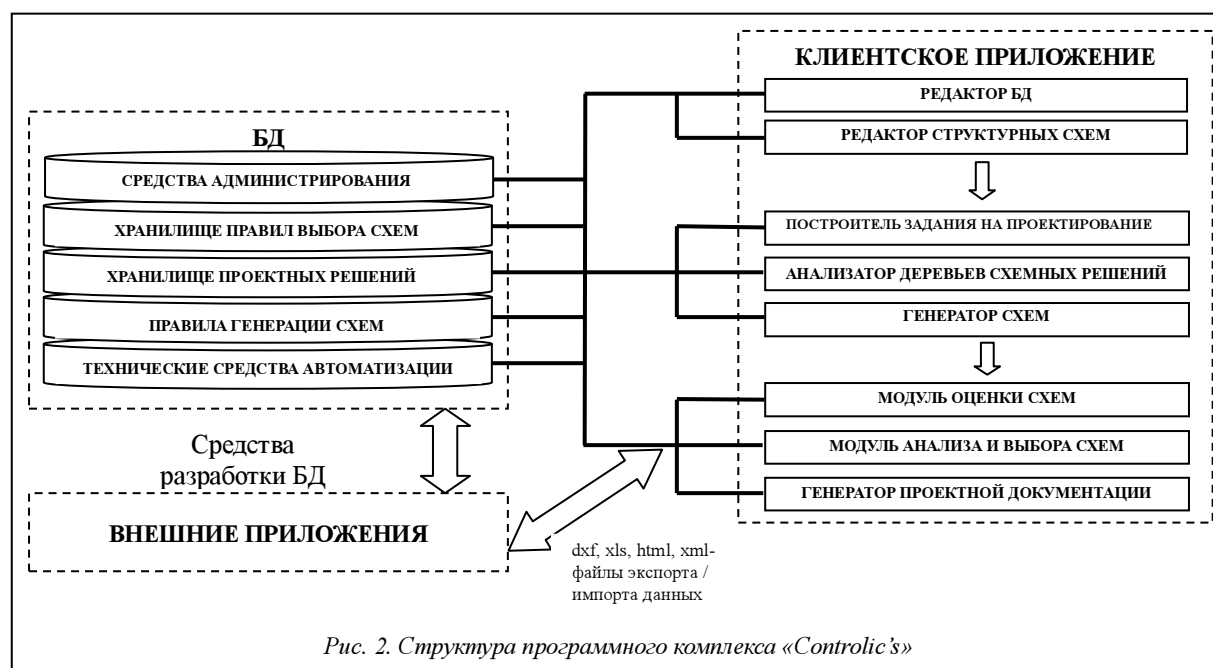 БД
СРЕДСТВА АДМИНИСТРИРОВАНИЯ
ХРАНИЛИЩЕ ПРАВИЛ ВЫБОРА СХЕМ
ХРАНИЛИЩЕ ПРОЕКТНЫХ РЕШЕНИЙ
ПРАВИЛА ГЕНЕРАЦИИ СХЕМ
ТЕХНИЧЕСКИЕ СРЕДСТВА АВТОМАТИЗАЦИИ
Средства
разработки БД
ВНЕШНИЕ ПРИЛОЖЕНИЯ
КЛИЕНТСКОЕ ПРИЛОЖЕНИЕ
РЕДАКТОР БД
РЕДАКТОР СТРУКТУРНЫХ СХЕМ
ПОСТРОИТЕЛЬ ЗАДАНИЯ НА ПРОЕКТИРОВАНИЕ
АНАЛИЗАТОР ДЕРЕВЬЕВ СХЕМНЫХ РЕШЕНИЙ
ГЕНЕРАТОР СХЕМ
МОДУЛЬ ОЦЕНКИ СХЕМ
МОДУЛЬ АНАЛИЗА И ВЫБОРА СХЕМ
ГЕНЕРАТОР ПРОЕКТНОЙ ДОКУМЕНТАЦИИ
dxf, xls, html, xml-
файлы экспорта /
импорта данных
Рис. 2. Структура программного комплекса «Controlic's»